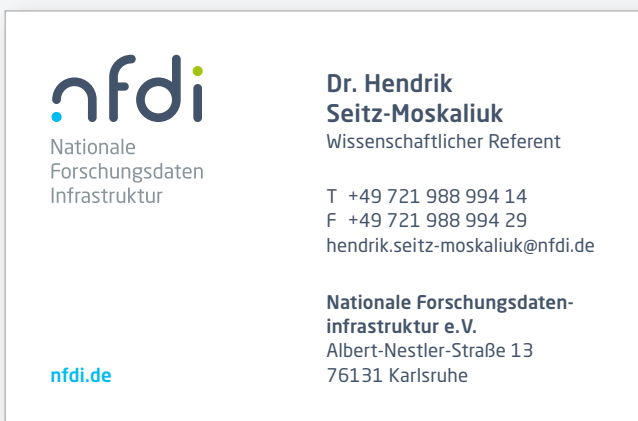 nfdi
Nationale
Forschungsdaten
Infrastruktur
nfdi.de
Dr. Hendrik
Seitz-Moskaliuk
Wissenschaftlicher Referent
T +49 721 988 994 14
F +49 721 988 994 29
hendrik.seitz-moskaliuk@nfdi.de
Nationale Forschungsdaten-
infrastruktur e.V.
Albert-Nestler-Straße 13
76131 Karlsruhe